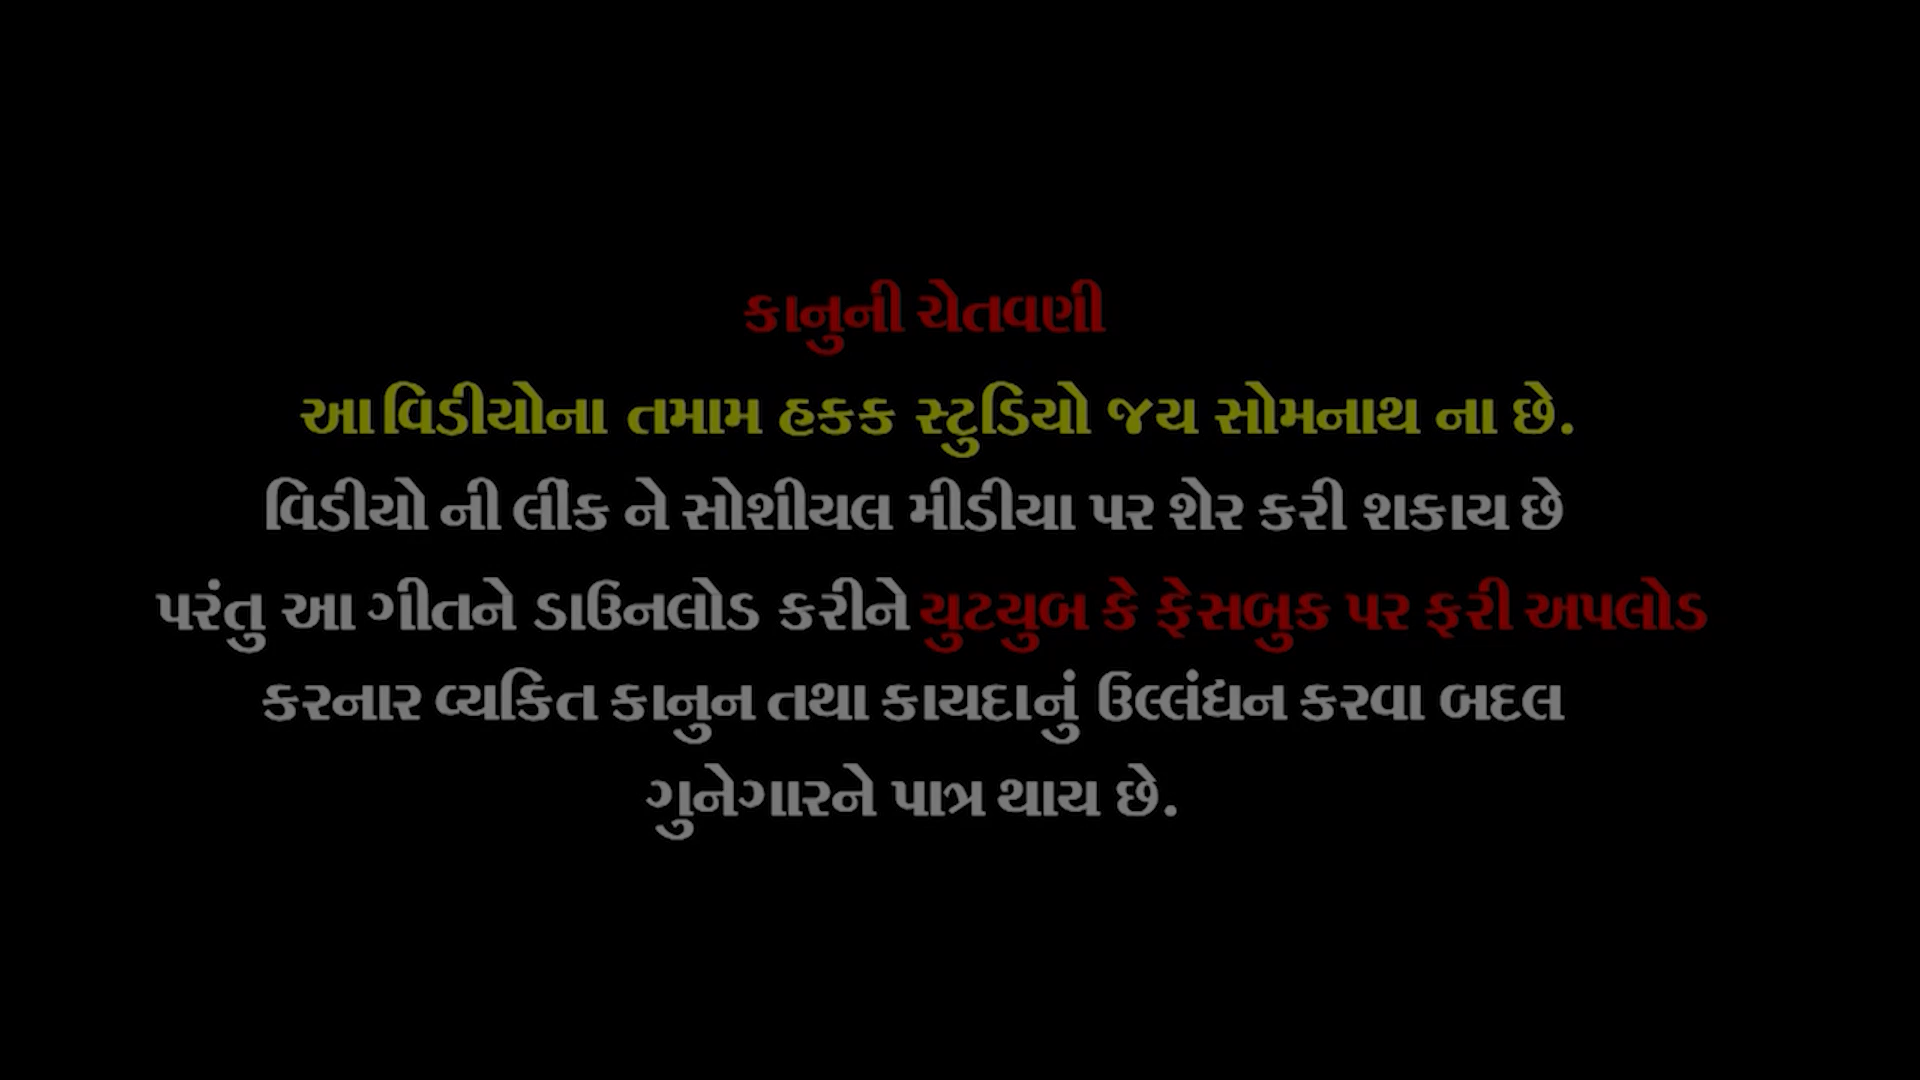 કાનુની ચેતવણી
આ વિડીયોના તમામ હકક સ્ટુડિયો જય સોમનાથ ના છે.
વિડીયો ની લીંક ને સોશીયલ મીડીયા પર શેર કરી શકાય છે
પરંતુ આ ગીતને ડાઉનલોડ કરીને યુટયુબ કે ફેસબુક પર ફરી અપલોડ
કરનાર વ્યકિત કાનુન તથા કાયદાનું ઉલ્લંઘન કરવા બદલ
ગુનેગારને પાત્ર થાય છે.